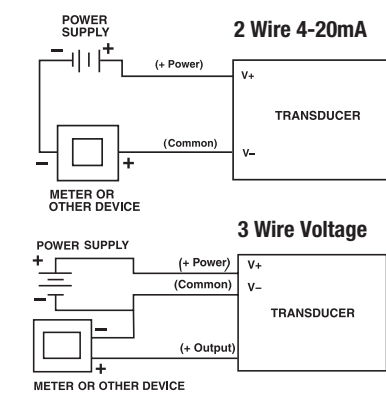 POWER
SUPPLY
2 Wire 4-20mA
– +
(+ Power)
V+
TRANSDUCER
(Common)
V–
– +
METER OR
OTHER DEVICE
3 Wire Voltage
POWER SUPPLY
+
(+ Power)
V+
(Common)
V–
–
TRANSDUCER
–
(+ Output)
+
METER OR OTHER DEVICE